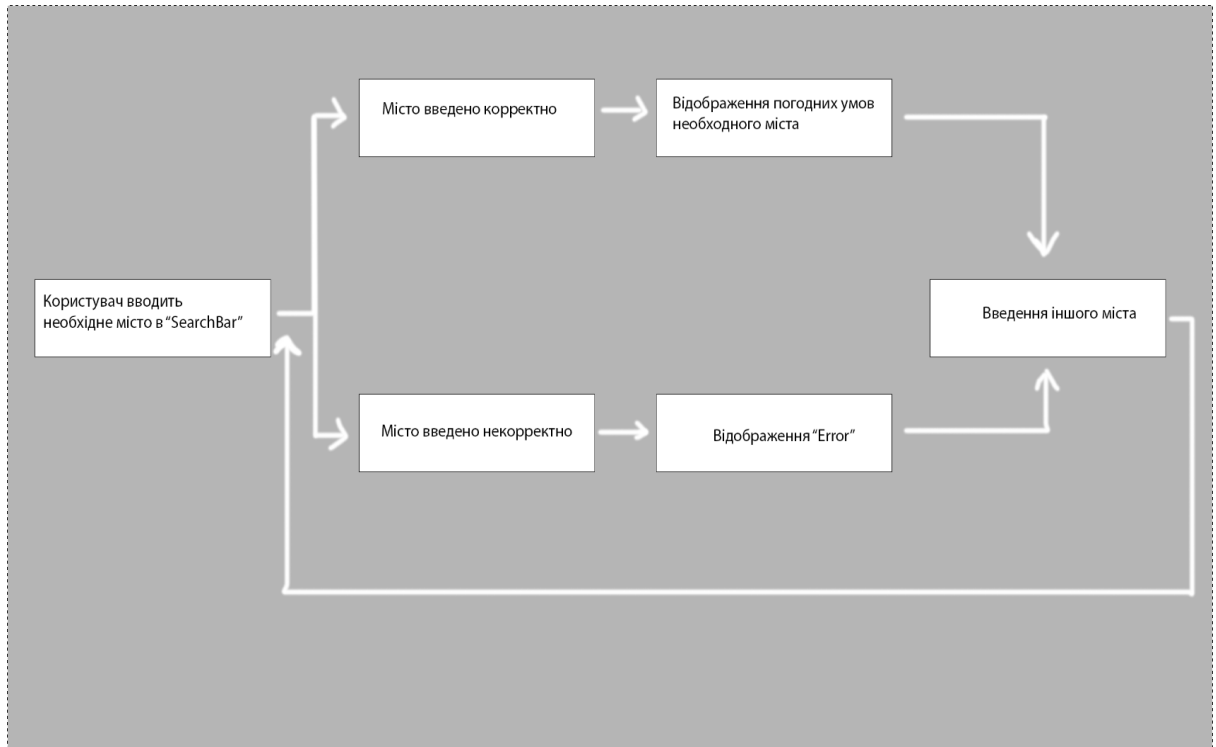 Місто введено корректно
Відображення погодних умов
необходного міста
Користувач вводить
необхідне місто в “SearchBar”
Введення іншого міста
Місто введено некорректно
Відображення “Error”